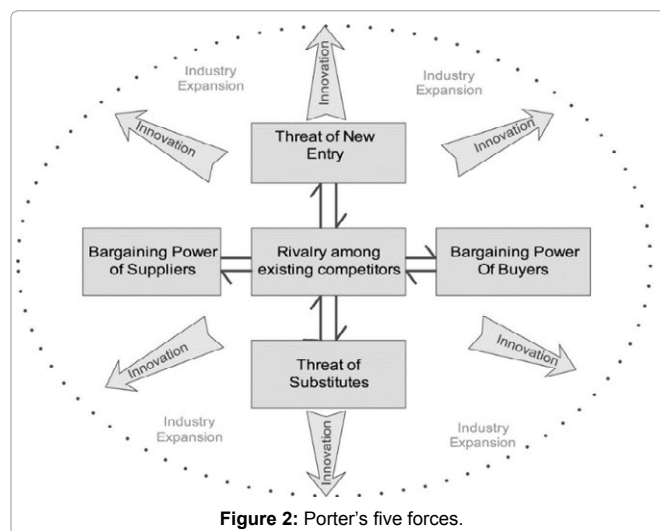 Industry
Expansion
Innovation
Industry
Expansion
Innovation
Innovation
Threat of New
Entry
Bargaining Power
of Suppliers
Rivalry among
existing competitors
Bargaining Power
Of Buyers
Innovation
Threat of
Substitutes
Innovation
Industry
Expansion
Innovation
Industry
Expansion
Figure 2: Porter's five forces.